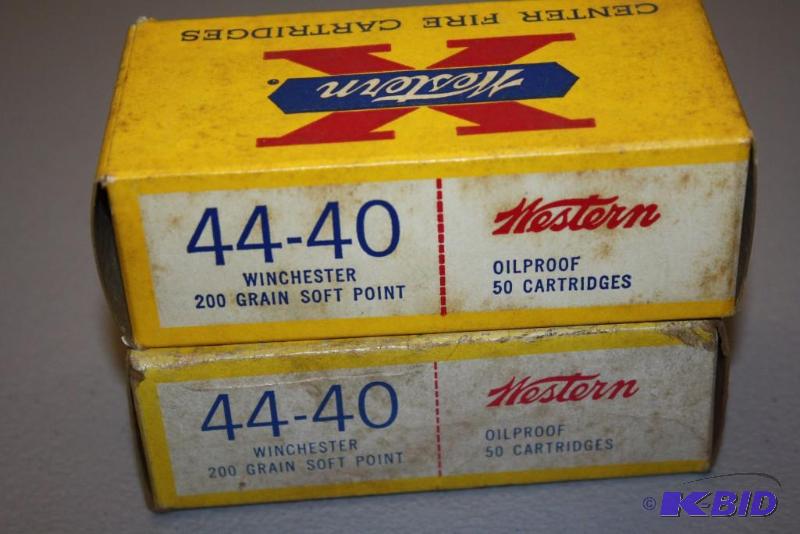 CENTER FIRE CARTRIDGES
Western
X
44-40
WINCHESTER
200 GRAIN SOFT POINT
Western
OILPROOF
50 CARTRIDGES
44-40
WINCHESTER
200 GRAIN SOFT POINT
Western
OILPROOF
50 CARTRIDGES
© K-BID